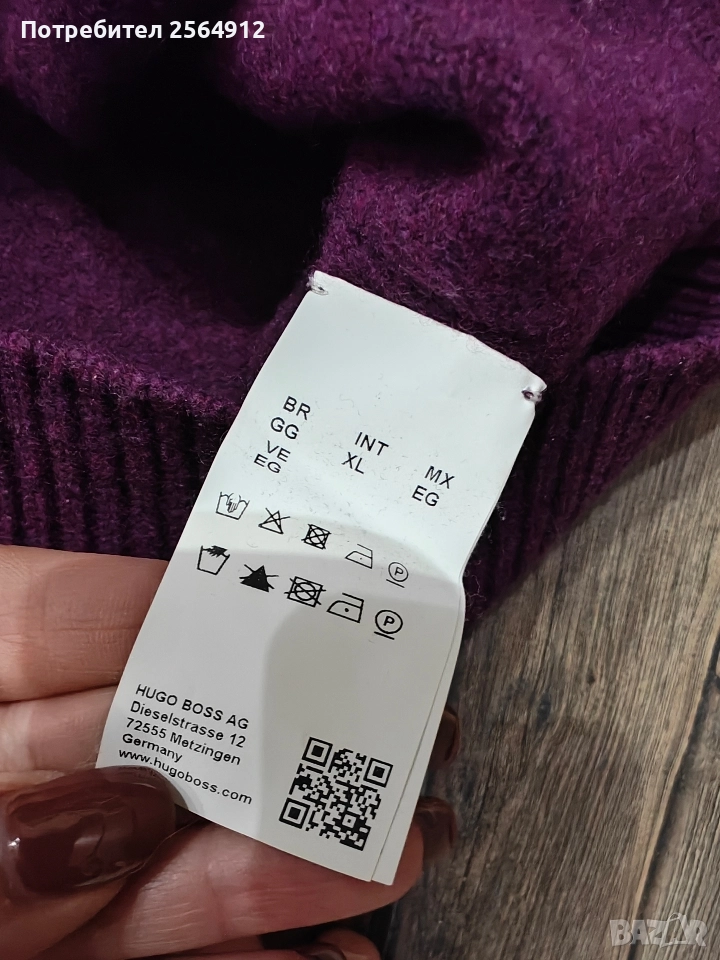 Потребител 2564912
BR
GG
VE
EG
INT
XL
MX
EG
P
P
HUGO BOSS AG
Dieselstrasse 12
72555 Metzingen
Germany
www.hugoboss.com
BAZAR